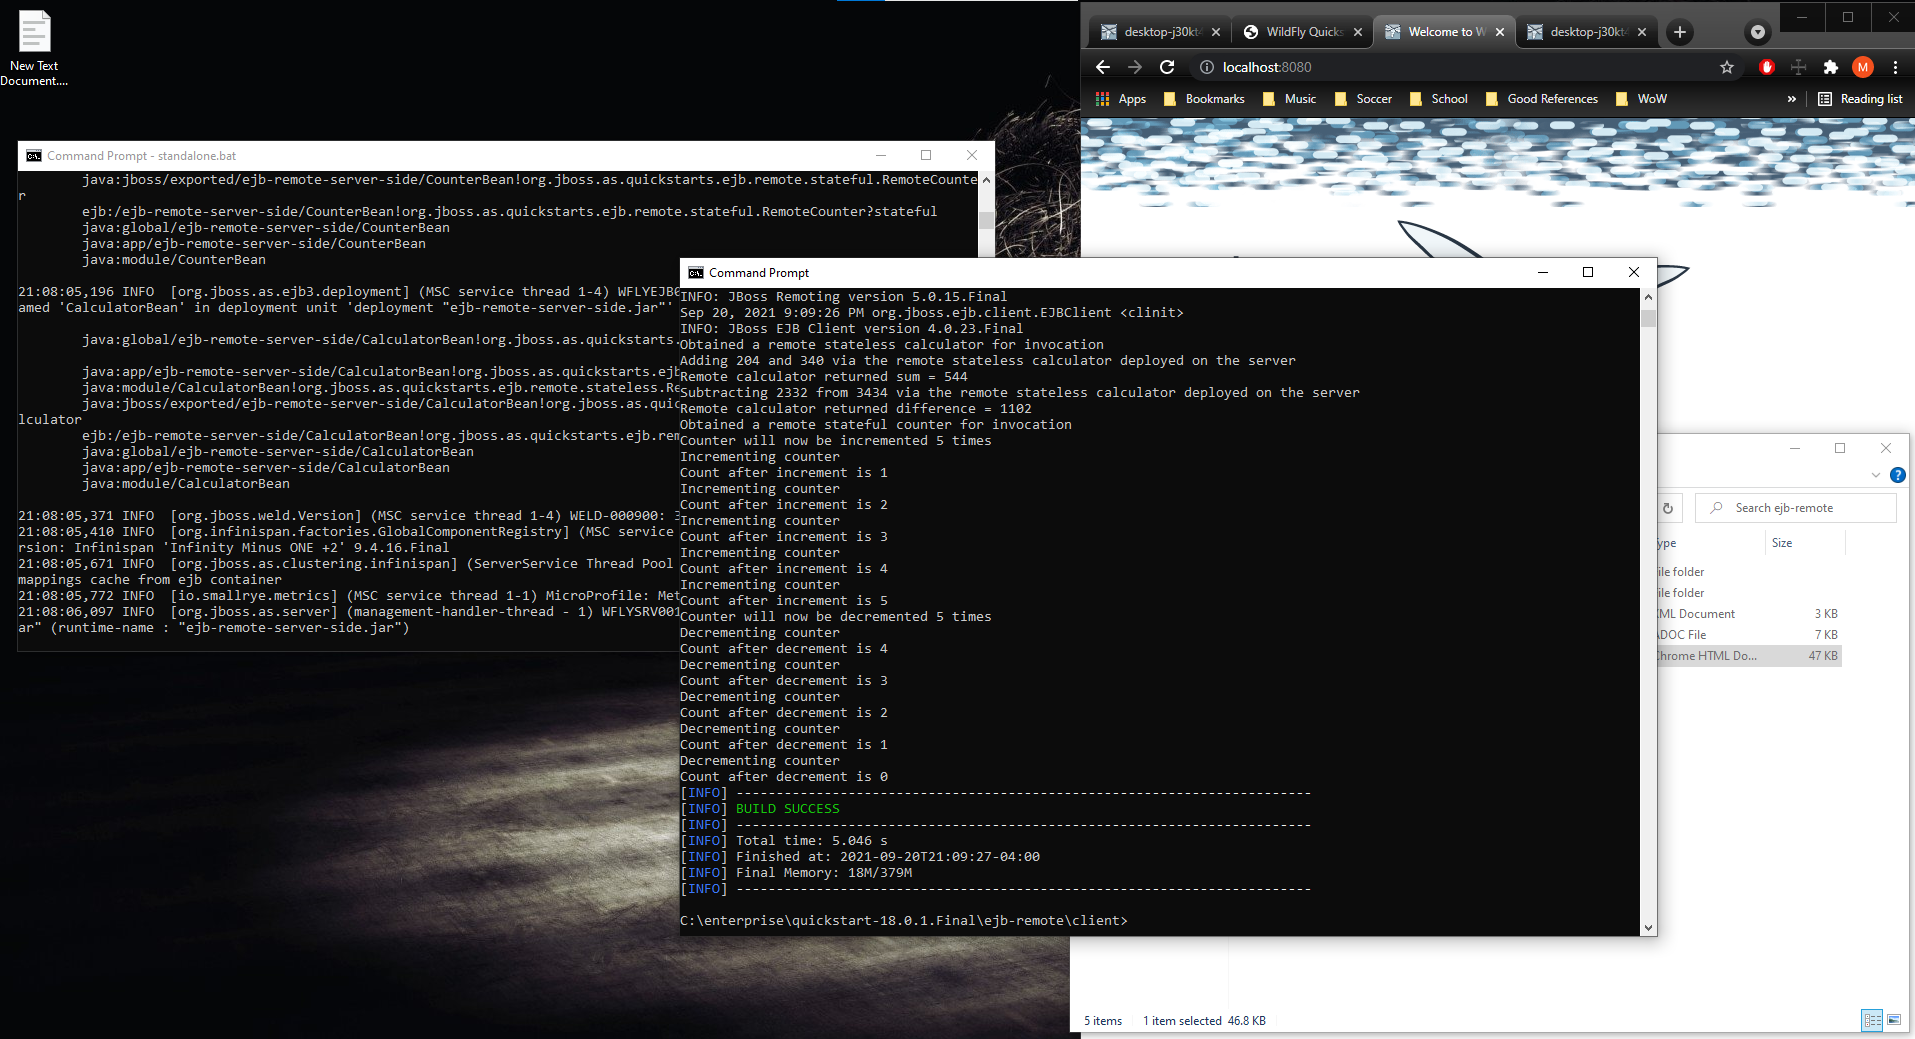 New Text
Document....
desktop-j30kt
WildFly Quicks
Welcome to W
desktop-j30kt
localhost:8080
M
Apps
Bookmarks
Music
Soccer
School
Good References
WoW
»
Reading list
Command Prompt - standalone.bat
java:jboss/exported/ejb-remote-server-side/CounterBean!org.jboss.as.quickstarts.ejb.remote.stateful.RemoteCounte
r
ejb:/ejb-remote-server-side/CounterBean!org.jboss.as.quickstarts.ejb.remote.stateful.RemoteCounter?stateful
java:global/ejb-remote-server-side/CounterBean
java:app/ejb-remote-server-side/CounterBean
java:module/CounterBean
21:08:05,196 INFO  [org.jboss.as.ejb3.deployment] (MSC service thread 1-4) WFLYEJB0
amed 'CalculatorBean' in deployment unit 'deployment "ejb-remote-server-side.jar"'
java:global/ejb-remote-server-side/CalculatorBean!org.jboss.as.quickstarts.
java:app/ejb-remote-server-side/CalculatorBean!org.jboss.as.quickstarts.ejb
java:module/CalculatorBean!org.jboss.as.quickstarts.ejb.remote.stateless.Re
java:jboss/exported/ejb-remote-server-side/CalculatorBean!org.jboss.as.quic
lculator
ejb:/ejb-remote-server-side/CalculatorBean!org.jboss.as.quickstarts.ejb.rem
java:global/ejb-remote-server-side/CalculatorBean
java:app/ejb-remote-server-side/CalculatorBean
java:module/CalculatorBean
21:08:05,371 INFO  [org.jboss.weld.Version] (MSC service thread 1-4) WELD-000900: 3
21:08:05,410 INFO  [org.infinispan.factories.GlobalComponentRegistry] (MSC service
rsion: Infinispan 'Infinity Minus ONE +2' 9.4.16.Final
21:08:05,671 INFO  [org.jboss.as.clustering.infinispan] (ServerService Thread Pool
mappings cache from ejb container
21:08:05,772 INFO  [io.smallrye.metrics] (MSC service thread 1-1) MicroProfile: Met
21:08:06,097 INFO  [org.jboss.as.server] (management-handler-thread - 1) WFLYSRV001
ar" (runtime-name : "ejb-remote-server-side.jar")
Command Prompt
INFO: JBoss Remoting version 5.0.15.Final
Sep 20, 2021 9:09:26 PM org.jboss.ejb.client.EJBClient <clinit>
INFO: JBoss EJB Client version 4.0.23.Final
Obtained a remote stateless calculator for invocation
Adding 204 and 340 via the remote stateless calculator deployed on the server
Remote calculator returned sum = 544
Subtracting 2332 from 3434 via the remote stateless calculator deployed on the server
Remote calculator returned difference = 1102
Obtained a remote stateful counter for invocation
Counter will now be incremented 5 times
Incrementing counter
Count after increment is 1
Incrementing counter
Count after increment is 2
Incrementing counter
Count after increment is 3
Incrementing counter
Count after increment is 4
Incrementing counter
Count after increment is 5
Counter will now be decremented 5 times
Decrementing counter
Count after decrement is 4
Decrementing counter
Count after decrement is 3
Decrementing counter
Count after decrement is 2
Decrementing counter
Count after decrement is 1
Decrementing counter
Count after decrement is 0
[INFO] ------------------------------------------------------------------------
[INFO] BUILD SUCCESS
[INFO] ------------------------------------------------------------------------
[INFO] Total time: 5.046 s
[INFO] Finished at: 2021-09-20T21:09:27-04:00
[INFO] Final Memory: 18M/379M
[INFO] ------------------------------------------------------------------------
C:\enterprise\quickstart-18.0.1.Final\ejb-remote\client>
?
Search ejb-remote
ype Size
ile folder
ile folder
ML Document 3 KB
ADOC File 7 KB
Chrome HTML Do... 47 KB
5 items 1 item selected 46.8 KB